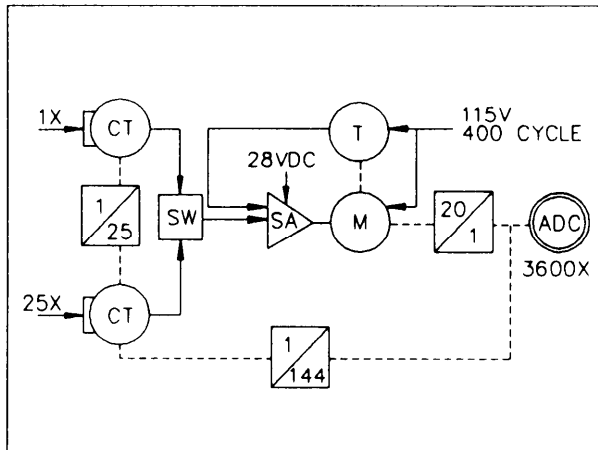 1X
CT
T
115V
400 CYCLE
28VDC
1
25
SW
SA
M
20
1
ADC
3600X
25X
CT
1
144